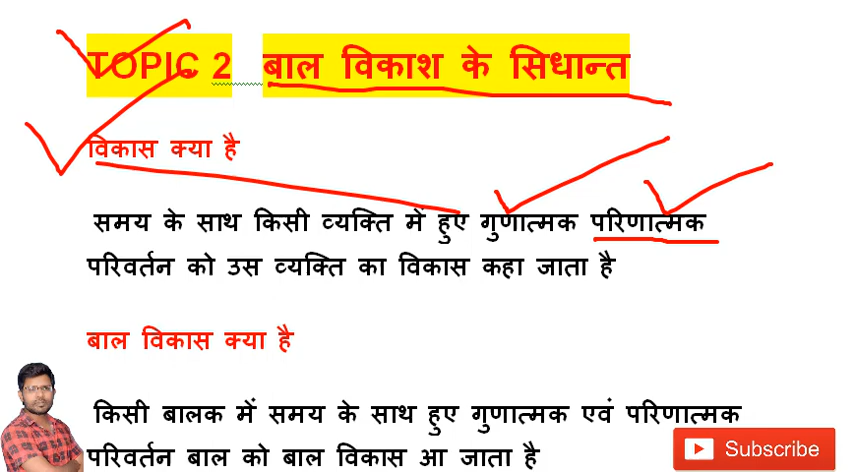 TOPIC 2 बाल विकाश के सिधान्त
विकास क्या है
समय के साथ किसी व्यक्ति में हुए गुणात्मक परिणात्मक
परिवर्तन को उस व्यक्ति का विकास कहा जाता है
बाल विकास क्या है
किसी बालक में समय के साथ हुए गुणात्मक एवं परिणात्मक
परिवर्तन बाल को बाल विकास आ जाता है
Subscribe